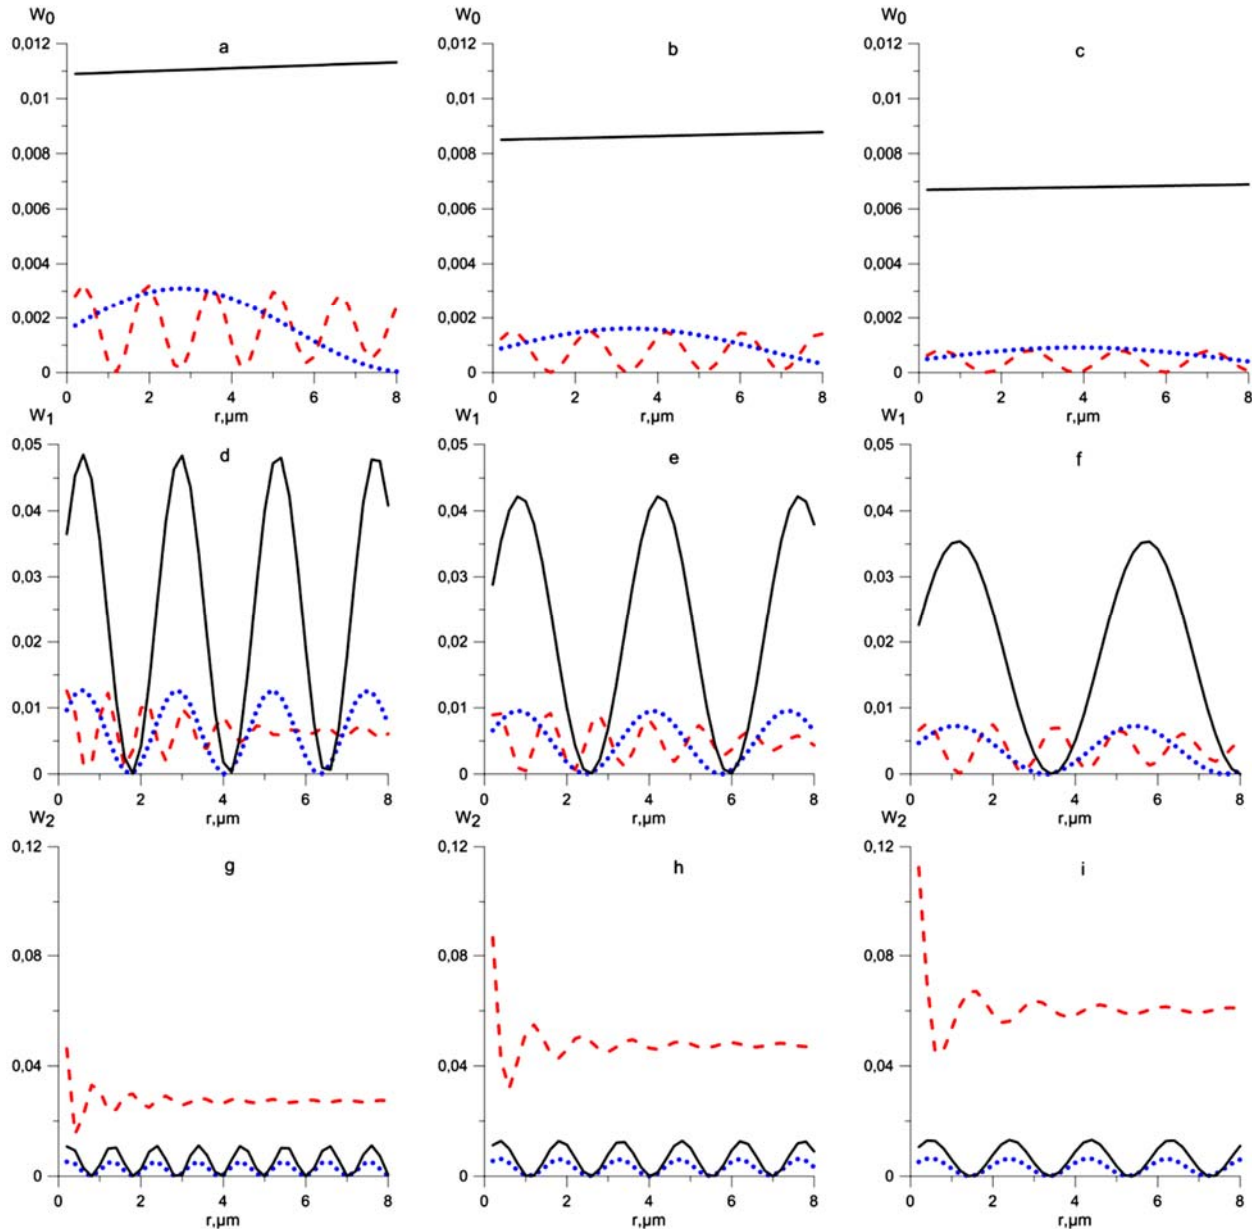 W0 W0 W0
0,012 a 0,012 b 0,012 c
0,01 0,01 0,01
0,008 0,008 0,008
0,006 0,006 0,006
0,004 0,004 0,004
0,002 0,002 0,002
0 0 0
0 2 4 6 8 0 2 4 6 8 0 2 4 6 8
r,µm r,µm r,µm
W1 W1 W1
0,05 d 0,05 e 0,05 f
0,04 0,04 0,04
0,03 0,03 0,03
0,02 0,02 0,02
0,01 0,01 0,01
0 0 0
0 2 4 6 8 0 2 4 6 8 0 2 4 6 8
r,µm r,µm r,µm
W2 W2 W2
0,12 g 0,12 h 0,12 i
0,08 0,08 0,08
0,04 0,04 0,04
0 0 0
0 2 4 6 8 0 2 4 6 8 0 2 4 6 8
r,µm r,µm r,µm